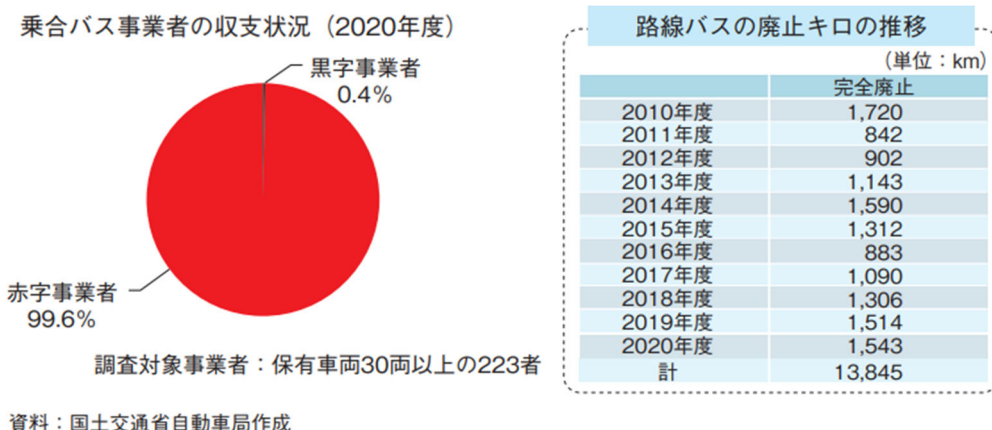 乗合バス事業者の収支状況（2020年度）
黒字事業者
0.4%
赤字事業者
99.6%
調査対象事業者：保有車両30両以上の223者
資料：国土交通省自動車局作成
路線バスの廃止キロの推移
（単位：km）
完全廃止
2010年度 1,720
2011年度 842
2012年度 902
2013年度 1,143
2014年度 1,590
2015年度 1,312
2016年度 883
2017年度 1,090
2018年度 1,306
2019年度 1,514
2020年度 1,543
計 13,845